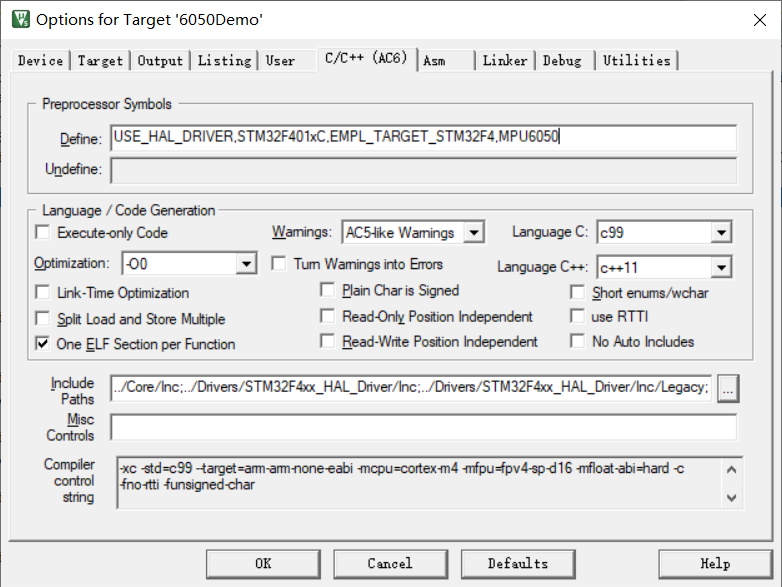 Options for Target '6050Demo'
Device Target Output Listing User C/C++ (AC6) Asm Linker Debug Utilities
Preprocessor Symbols
Define: USE_HAL_DRIVER,STM32F401xC,EMPL_TARGET_STM32F4,MPU6050
Undefine:
Language / Code Generation
Execute-only Code Warnings: AC5-like Warnings Language C: c99
Optimization: -O0 Turn Warnings into Errors Language C++: c++11
Link-Time Optimization Plain Char is Signed Short enums/wchar
Split Load and Store Multiple Read-Only Position Independent use RTTI
One ELF Section per Function Read-Write Position Independent No Auto Includes
Include Paths ../Core/Inc;../Drivers/STM32F4xx_HAL_Driver/Inc;../Drivers/STM32F4xx_HAL_Driver/Inc/Legacy; ...
Misc Controls
Compiler control string -xc -std=c99 --target=arm-arm-none-eabi -mcpu=cortex-m4 -mfpu=fpv4-sp-d16 -mfloat-abi=hard -c
-fno-rtti -funsigned-char
OK Cancel Defaults Help